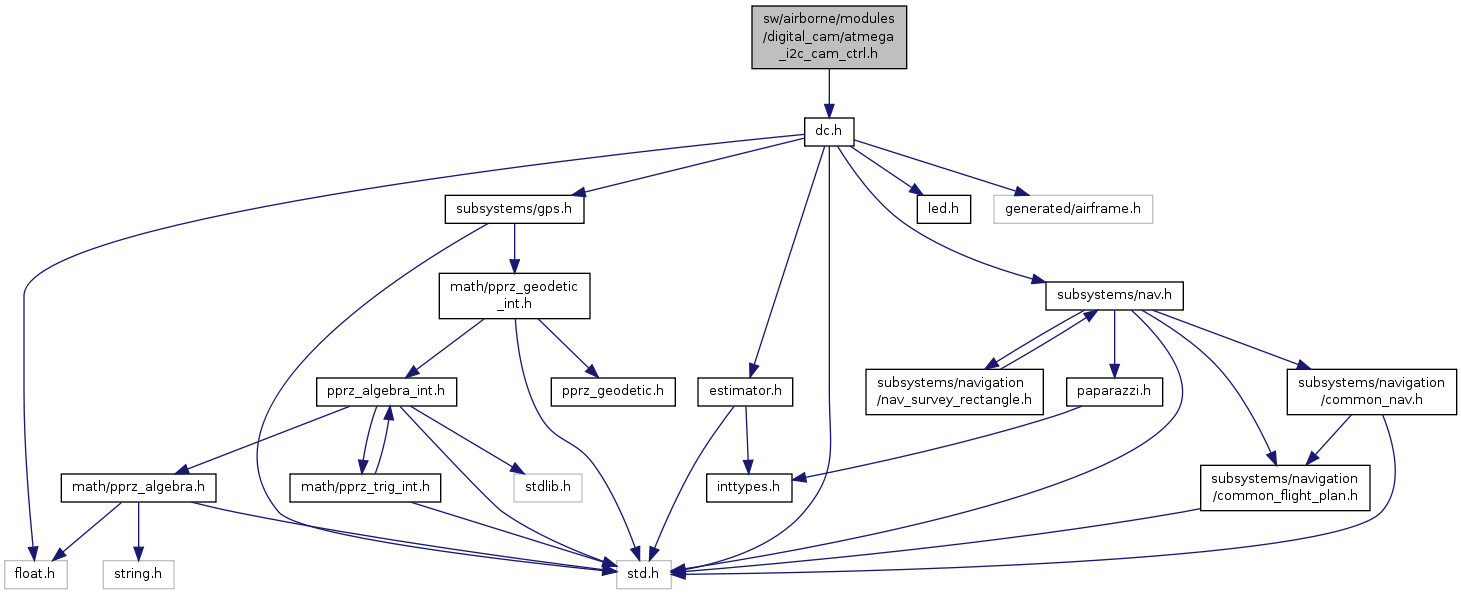 sw/airborne/modules
/digital_cam/atmega
_i2c_cam_ctrl.h
dc.h
subsystems/gps.h
led.h
generated/airframe.h
math/pprz_geodetic
_int.h
subsystems/nav.h
pprz_algebra_int.h
pprz_geodetic.h
estimator.h
subsystems/navigation
/nav_survey_rectangle.h
paparazzi.h
subsystems/navigation
/common_nav.h
math/pprz_algebra.h
math/pprz_trig_int.h
stdlib.h
inttypes.h
subsystems/navigation
/common_flight_plan.h
float.h
string.h
std.h